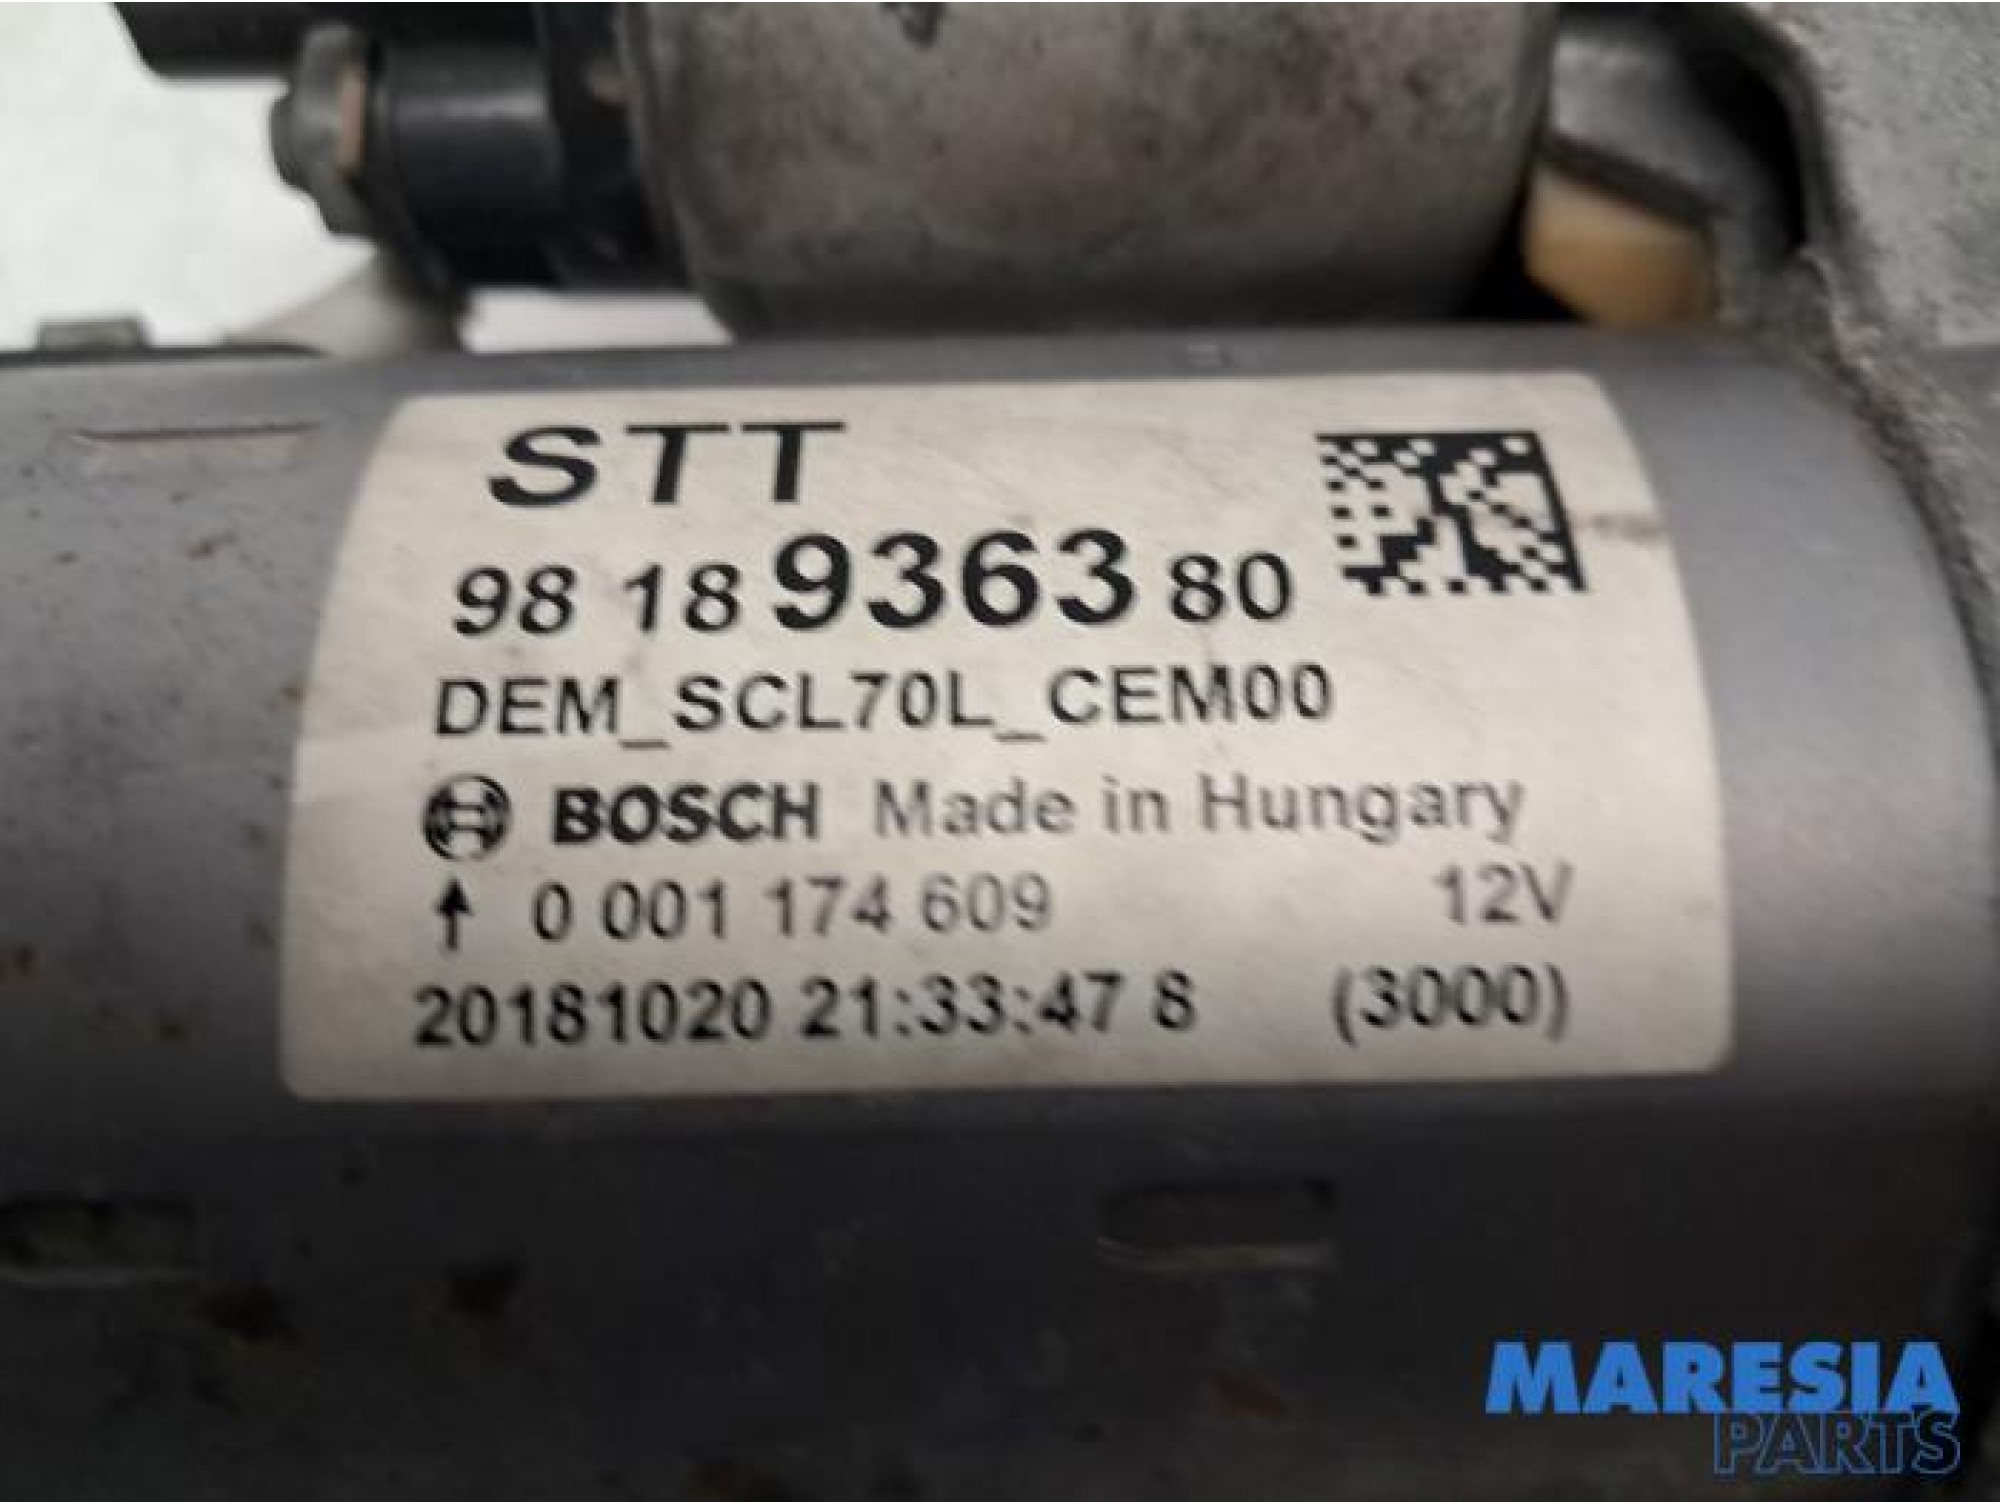 STT
98 18 9363 80
DEM_SCL70L_CEM00
BOSCH Made in Hungary
↑ 0 001 174 609 12V
20181020 21:33:47 8 (3000)
MARESIA
PARTS